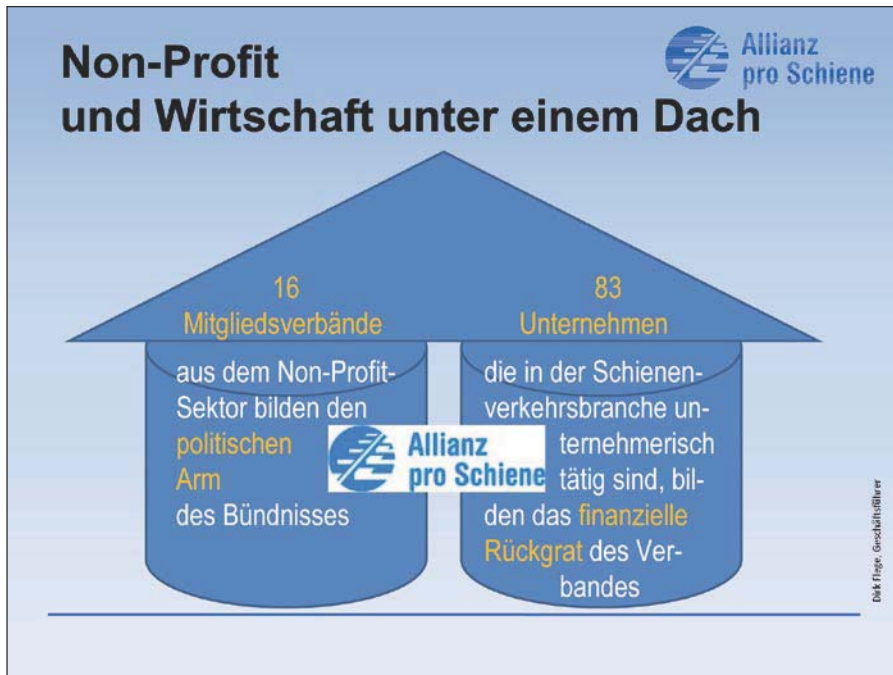 Non-Profit
und Wirtschaft unter einem Dach
Allianz
pro Schiene
16
Mitgliedsverbände
aus dem Non-Profit-
Sektor bilden den
politischen
Arm
des Bündnisses
83
Unternehmen
die in der Schienen-
verkehrsbranche un-
ternehmerisch
tätig sind, bil-
den das finanzielle
Rückgrat des Ver-
bandes
Allianz
pro Schiene
Dirk Flege, Geschäftsführer